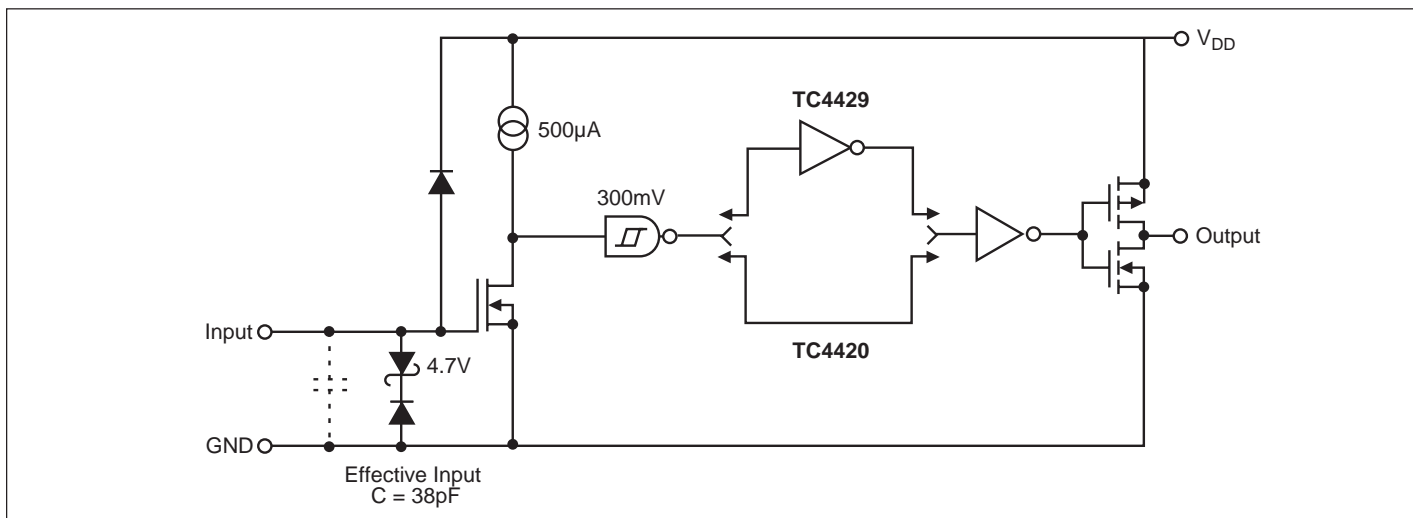 V_DD
TC4429
500µA
300mV
Output
Input
4.7V
TC4420
GND
Effective Input
C = 38pF